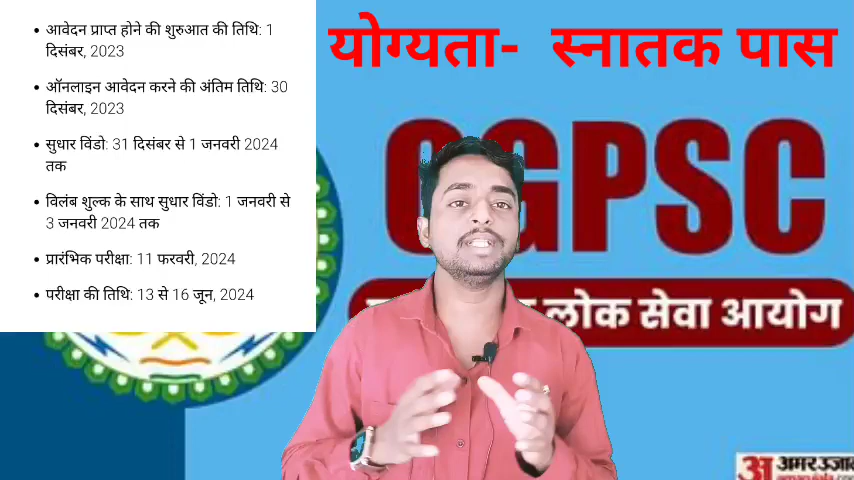 • आवेदन प्राप्त होने की शुरुआत की तिथि: 1
दिसंबर, 2023
• ऑनलाइन आवेदन करने की अंतिम तिथि: 30
दिसंबर, 2023
• सुधार विंडो: 31 दिसंबर से 1 जनवरी 2024
तक
• विलंब शुल्क के साथ सुधार विंडो: 1 जनवरी से
3 जनवरी 2024 तक
• प्रारंभिक परीक्षा: 11 फरवरी, 2024
• परीक्षा की तिथि: 13 से 16 जून, 2024
योग्यता- स्नातक पास
CGPSC
लोक सेवा आयोग
अ अमर उजाला